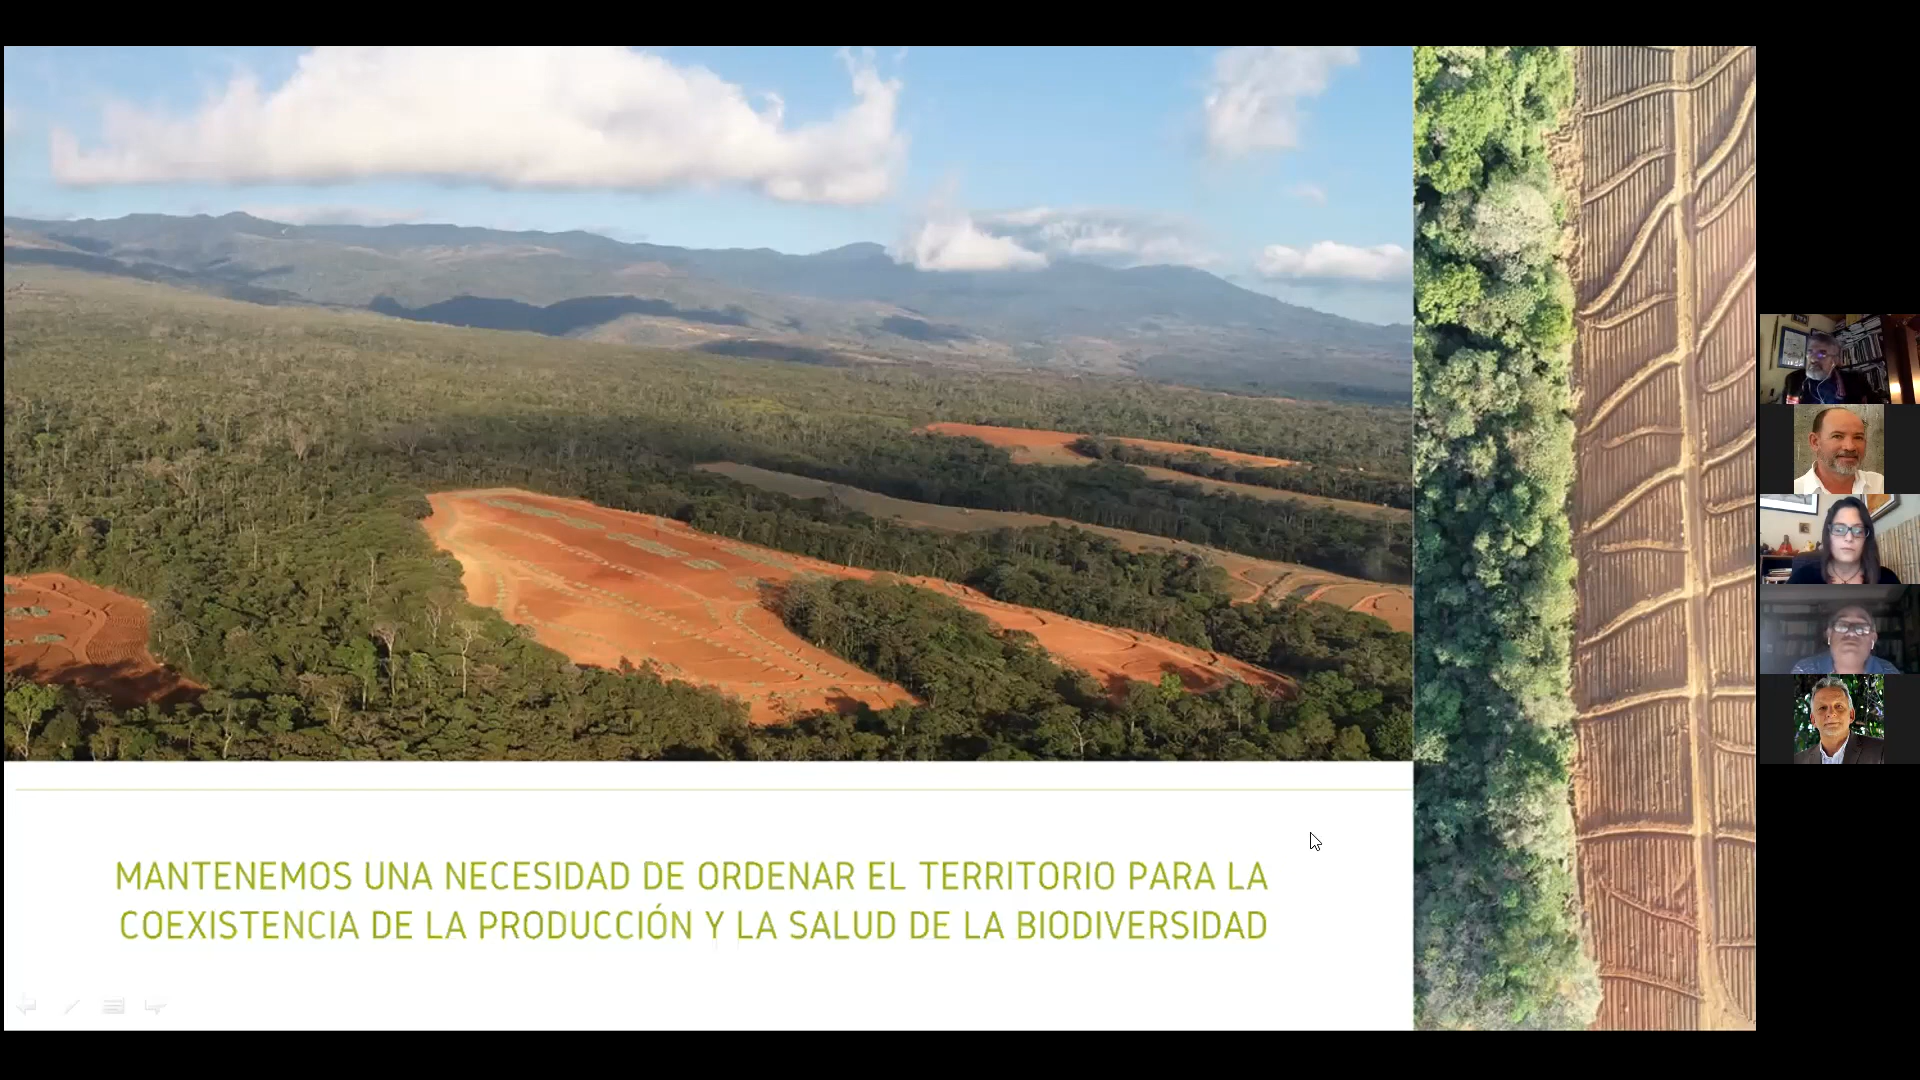 MANTENEMOS UNA NECESIDAD DE ORDENAR EL TERRITORIO PARA LA
COEXISTENCIA DE LA PRODUCCIÓN Y LA SALUD DE LA BIODIVERSIDAD